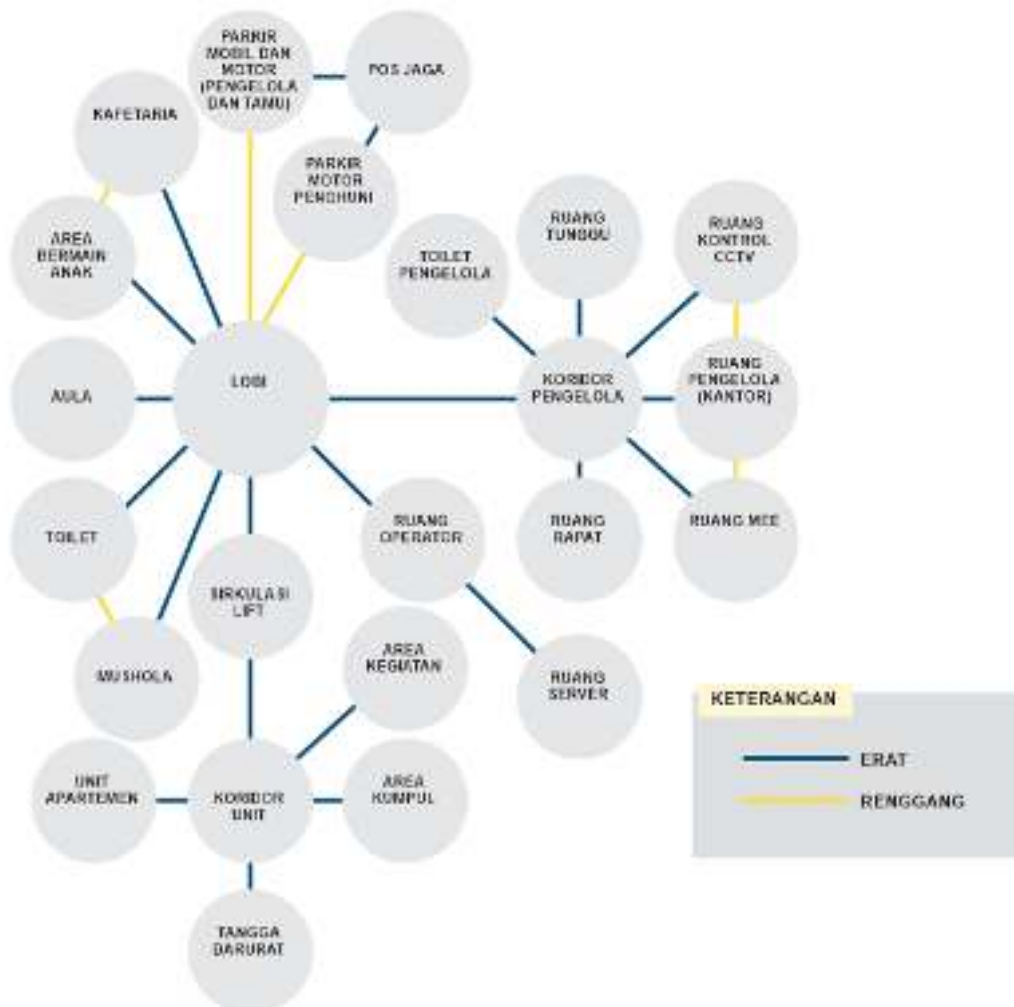 PARKIR
MOBIL DAN
MOTOR
(PENGELOLA
DAN TAMU)
POS JAGA
KAFETARIA
PARKIR
MOTOR
PENGHUNI
AREA
BERMAIN
ANAK
TOILET
PENGELOLA
RUANG
TUNGGU
RUANG
KONTROL
CCTV
LOBI
AULA
KORIDOR
PENGELOLA
RUANG
PENGELOLA
(KANTOR)
TOILET
RUANG
OPERATOR
RUANG
RAPAT
RUANG MEE
SIRKULASI
LIFT
MUSHOLA
AREA
KEGIATAN
RUANG
SERVER
UNIT
APARTEMEN
KORIDOR
UNIT
AREA
KUMPUL
TANGGA
DARURAT
KETERANGAN
ERAT
RENGGANG